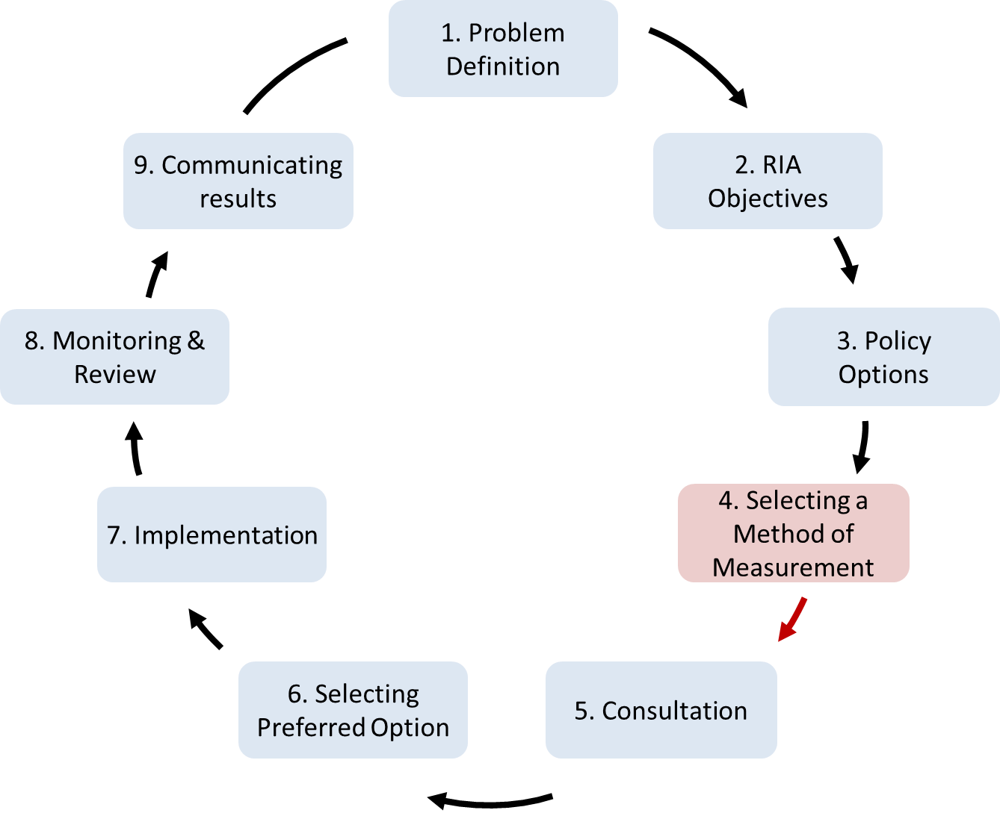 1. Problem
Definition
2. RIA
Objectives
3. Policy
Options
4. Selecting a
Method of
Measurement
5. Consultation
6. Selecting
Preferred Option
7. Implementation
8. Monitoring &
Review
9. Communicating
results